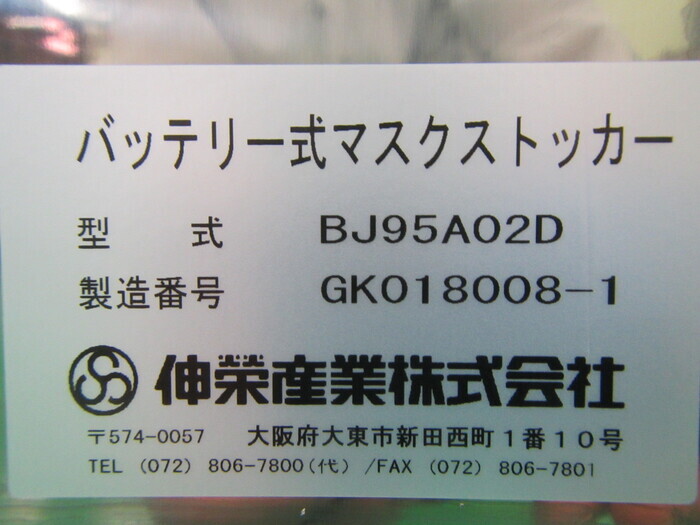 バッテリー式マスクストッカー
型　式　BJ95A02D
製造番号　GK018008-1
伸榮産業株式会社
〒574-0057　大阪府大東市新田西町1番10号
TEL (072) 806-7800(代) /FAX (072) 806-7801